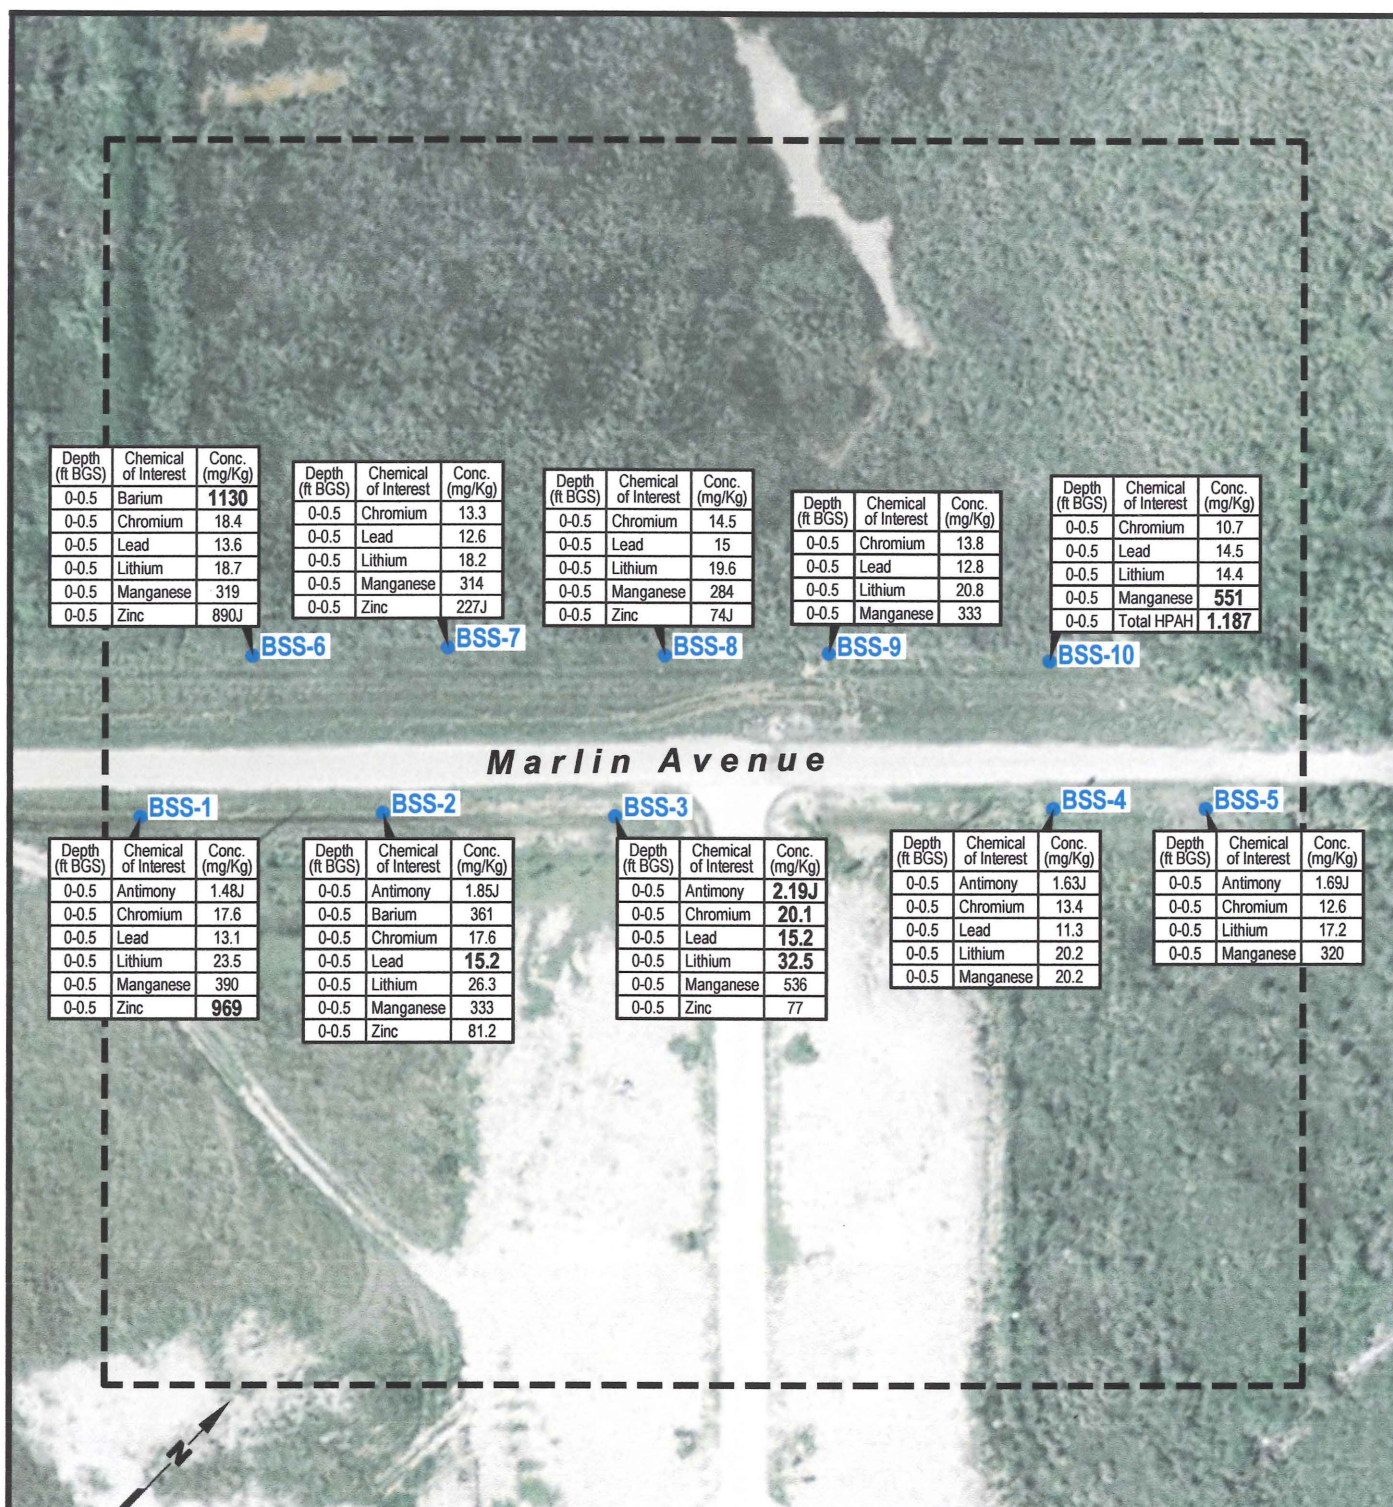 Depth Chemical Conc.
(ft BGS) of Interest (mg/Kg)
0-0.5 Barium 1130
0-0.5 Chromium 18.4
0-0.5 Lead 13.6
0-0.5 Lithium 18.7
0-0.5 Manganese 319
0-0.5 Zinc 890J
BSS-6
Depth Chemical Conc.
(ft BGS) of Interest (mg/Kg)
0-0.5 Chromium 13.3
0-0.5 Lead 12.6
0-0.5 Lithium 18.2
0-0.5 Manganese 314
0-0.5 Zinc 227J
BSS-7
Depth Chemical Conc.
(ft BGS) of Interest (mg/Kg)
0-0.5 Chromium 14.5
0-0.5 Lead 15
0-0.5 Lithium 19.6
0-0.5 Manganese 284
0-0.5 Zinc 74J
BSS-8
Depth Chemical Conc.
(ft BGS) of Interest (mg/Kg)
0-0.5 Chromium 13.8
0-0.5 Lead 12.8
0-0.5 Lithium 20.8
0-0.5 Manganese 333
BSS-9
Depth Chemical Conc.
(ft BGS) of Interest (mg/Kg)
0-0.5 Chromium 10.7
0-0.5 Lead 14.5
0-0.5 Lithium 14.4
0-0.5 Manganese 551
0-0.5 Total HPAH 1.187
BSS-10
Marlin Avenue
BSS-1
Depth Chemical Conc.
(ft BGS) of Interest (mg/Kg)
0-0.5 Antimony 1.48J
0-0.5 Chromium 17.6
0-0.5 Lead 13.1
0-0.5 Lithium 23.5
0-0.5 Manganese 390
0-0.5 Zinc 969
BSS-2
Depth Chemical Conc.
(ft BGS) of Interest (mg/Kg)
0-0.5 Antimony 1.85J
0-0.5 Barium 361
0-0.5 Chromium 17.6
0-0.5 Lead 15.2
0-0.5 Lithium 26.3
0-0.5 Manganese 333
0-0.5 Zinc 81.2
BSS-3
Depth Chemical Conc.
(ft BGS) of Interest (mg/Kg)
0-0.5 Antimony 2.19J
0-0.5 Chromium 20.1
0-0.5 Lead 15.2
0-0.5 Lithium 32.5
0-0.5 Manganese 536
0-0.5 Zinc 77
BSS-4
Depth Chemical Conc.
(ft BGS) of Interest (mg/Kg)
0-0.5 Antimony 1.63J
0-0.5 Chromium 13.4
0-0.5 Lead 11.3
0-0.5 Lithium 20.2
0-0.5 Manganese 20.2
BSS-5
Depth Chemical Conc.
(ft BGS) of Interest (mg/Kg)
0-0.5 Antimony 1.69J
0-0.5 Chromium 12.6
0-0.5 Lithium 17.2
0-0.5 Manganese 320
N